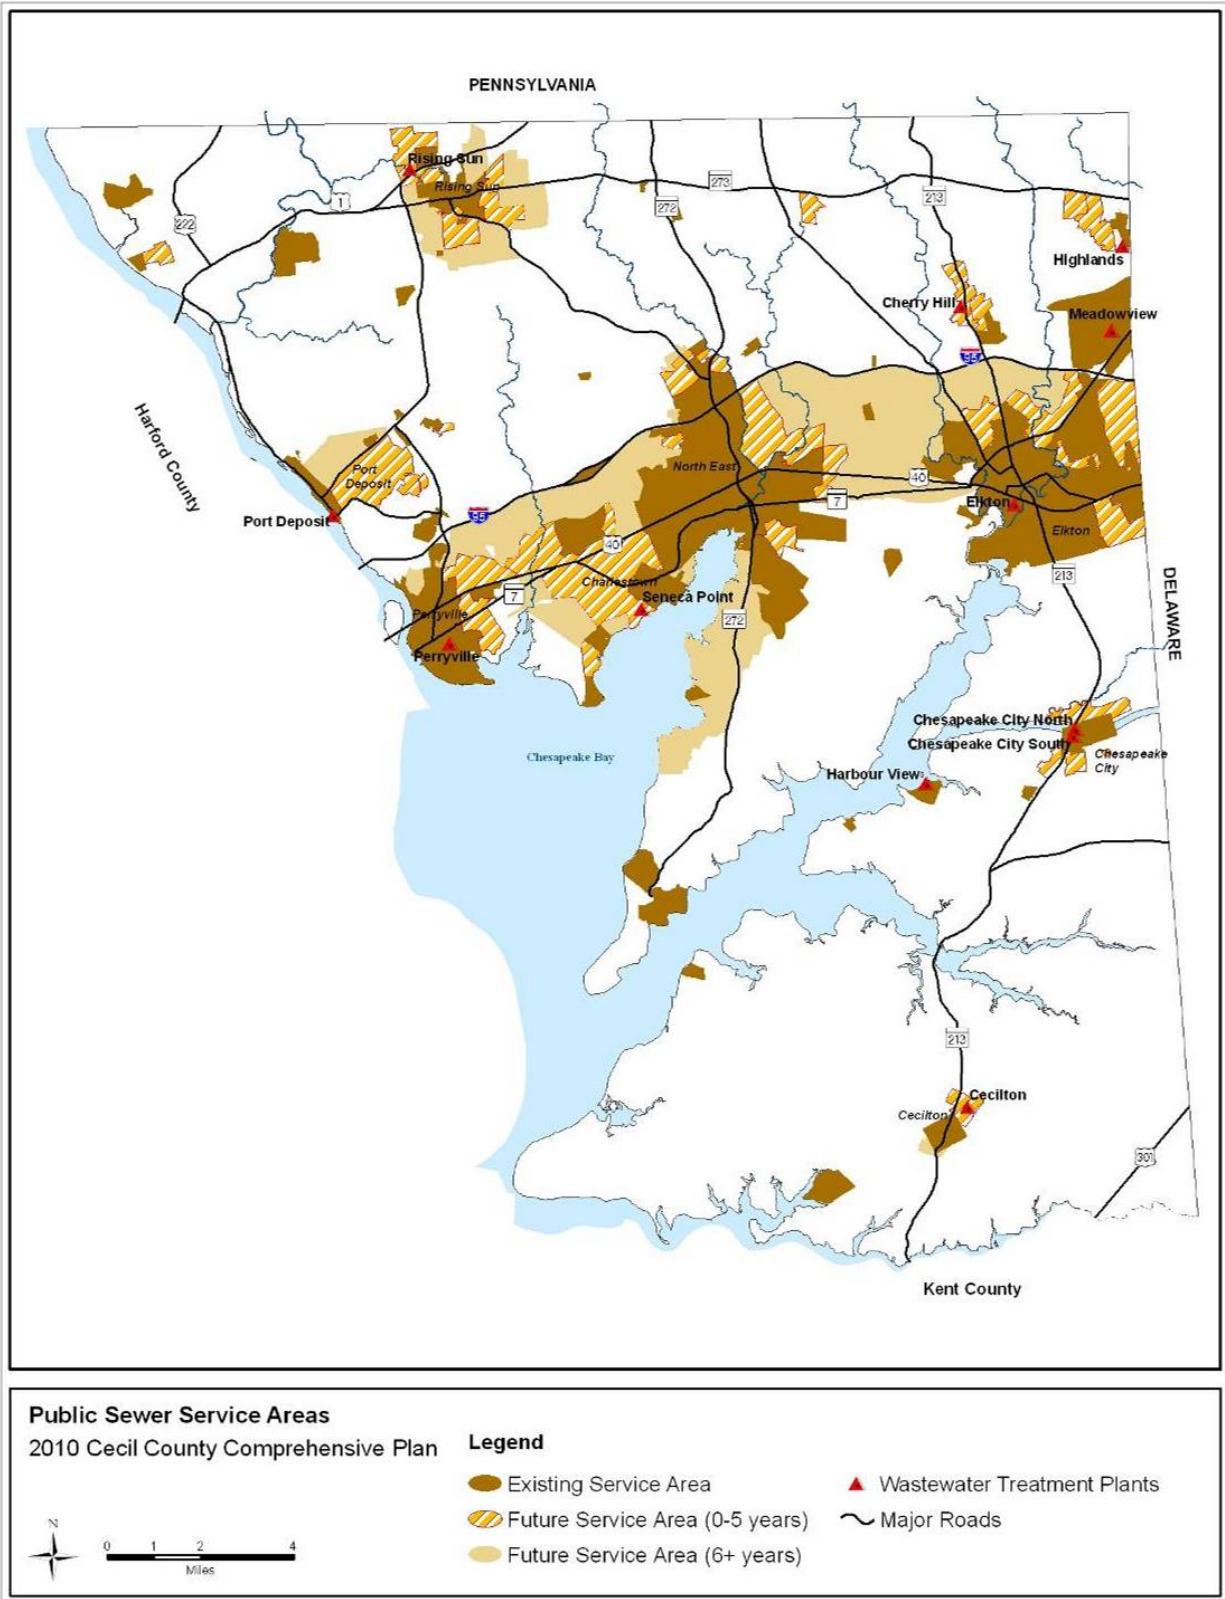 PENNSYLVANIA
Rising Sun
Rising Sun
1
222
273
272
213
Highlands
Cherry Hill
Meadowview
95
Harford County
North East
Port
Deposit
40
7
Port Deposit
95
Elkton
Elkton
40
213
DELAWARE
Charlestown
7
Seneca Point
Perryville
272
Perryville
Chesapeake City North
Chesapeake City South
Chesapeake
City
Chesapeake Bay
Harbour View
213
Cecilton
Cecilton
301
Kent County
Public Sewer Service Areas
2010 Cecil County Comprehensive Plan
Legend
Existing Service Area
Wastewater Treatment Plants
Future Service Area (0-5 years)
Major Roads
Future Service Area (6+ years)
N
0 1 2 4
Miles